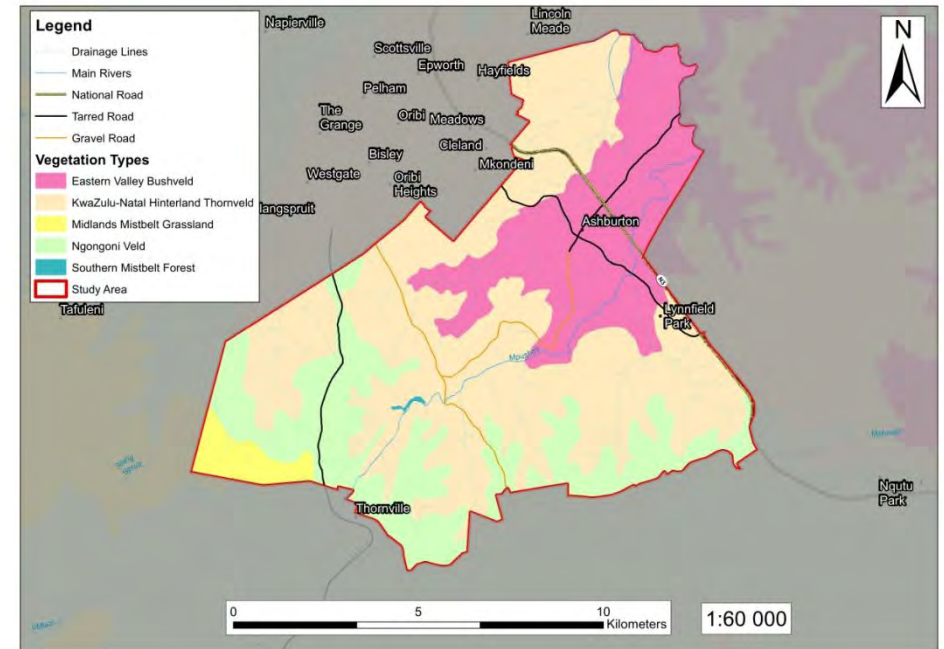 Legend
Drainage Lines
Main Rivers
National Road
Tarred Road
Gravel Road
Vegetation Types
Eastern Valley Bushveld
KwaZulu-Natal Hinterland Thornveld
Midlands Mistbelt Grassland
Ngongoni Veld
Southern Mistbelt Forest
Study Area
Napierville
Lincoln
Meade
Scottsville
Epworth
Hayfields
Pelham
The
Grange
Oribi
Meadows
Cleland
Bisley
Mkondeni
Westgate
Oribi
Heights
Ashburton
N3
Lynnfield
Park
Tafuleni
Thornville
Nqutu
Park
N
0 5 10
Kilometers
1:60 000